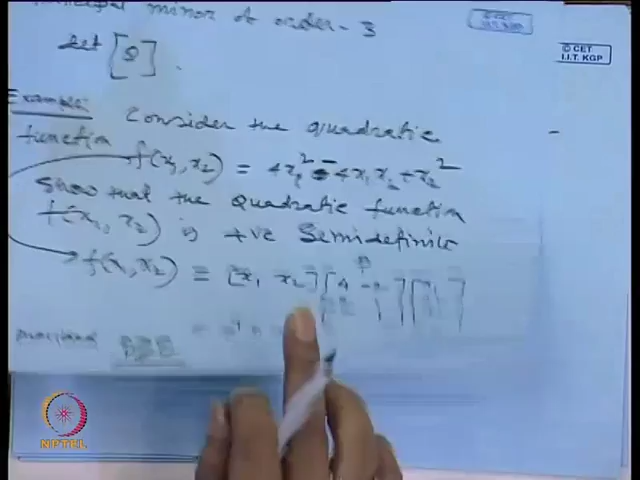 minor of order - 3
det [Q].
© CET
I.I.T. KGP
Example: Consider the quadratic
function f(x₁, x₂) = 4x₁² - 4x₁x₂ + x₂²
Show that the quadratic function
f(x₁, x₂) is +ve Semidefinite
f(x₁, x₂) ≡ [x₁ x₂] [4 -2
NPTEL